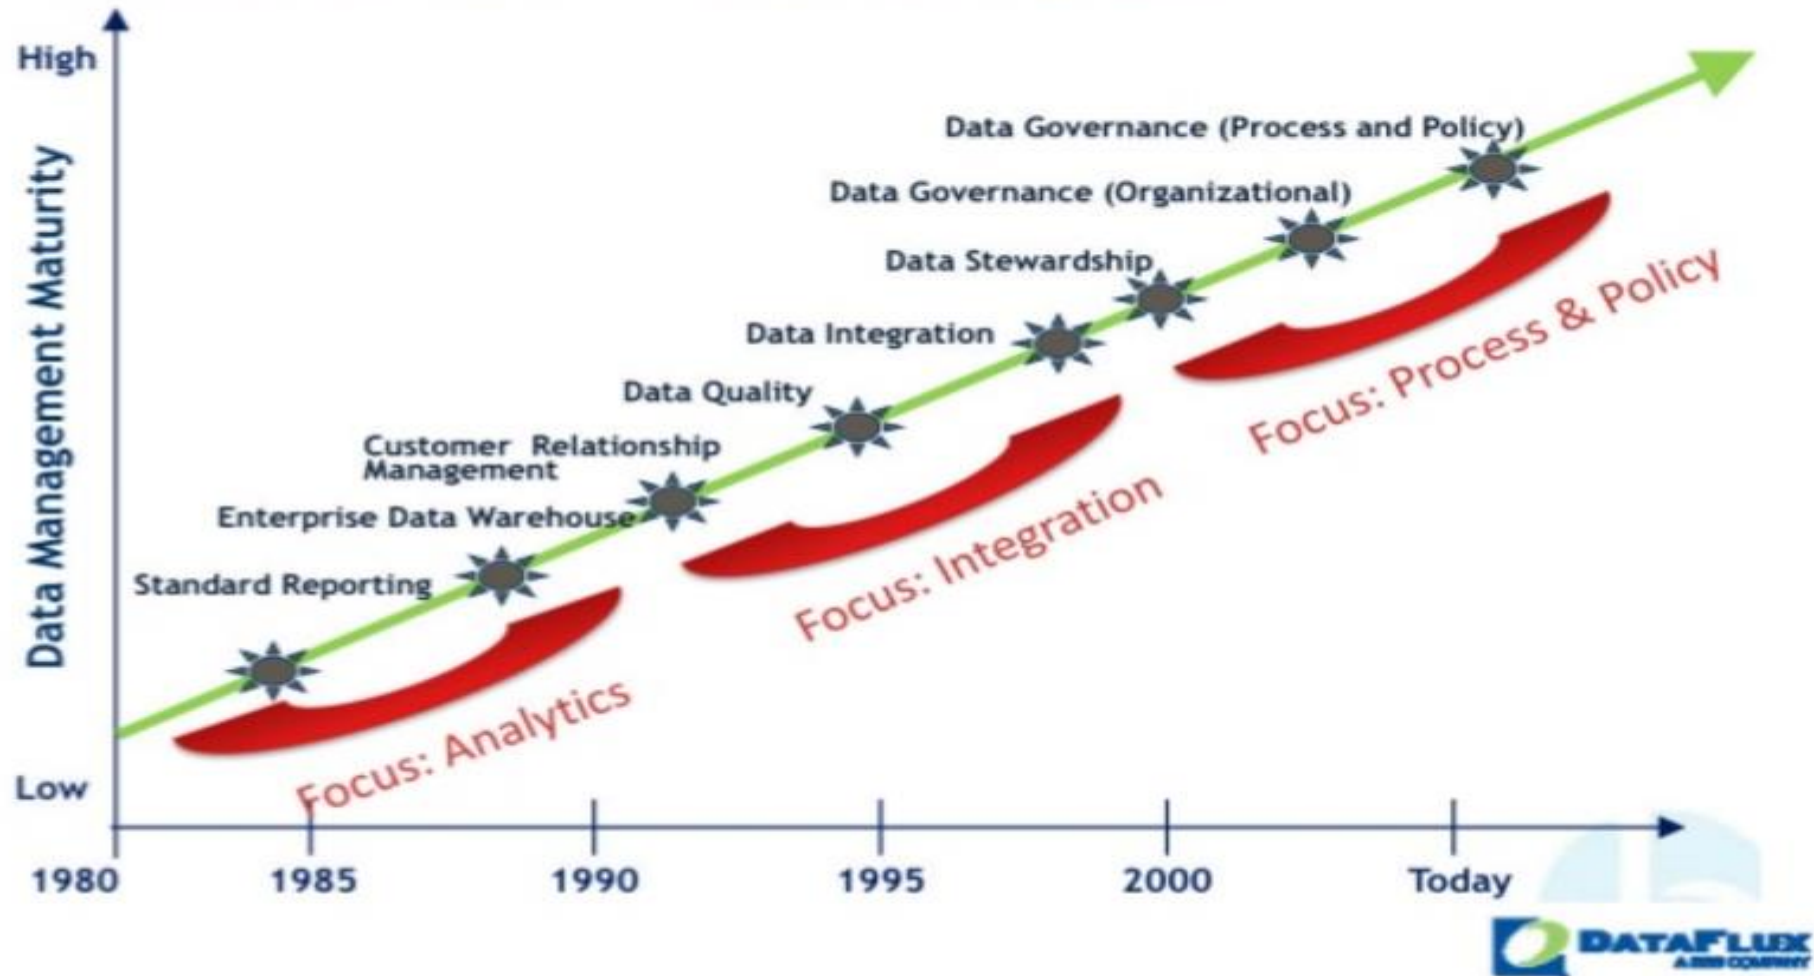 High
Data Management Maturity
Low
Data Governance (Process and Policy)
Data Governance (Organizational)
Data Stewardship
Data Integration
Data Quality
Customer Relationship
Management
Enterprise Data Warehouse
Standard Reporting
Focus: Process & Policy
Focus: Integration
Focus: Analytics
1980 1985 1990 1995 2000 Today
DATAFLUX
A COMPANY